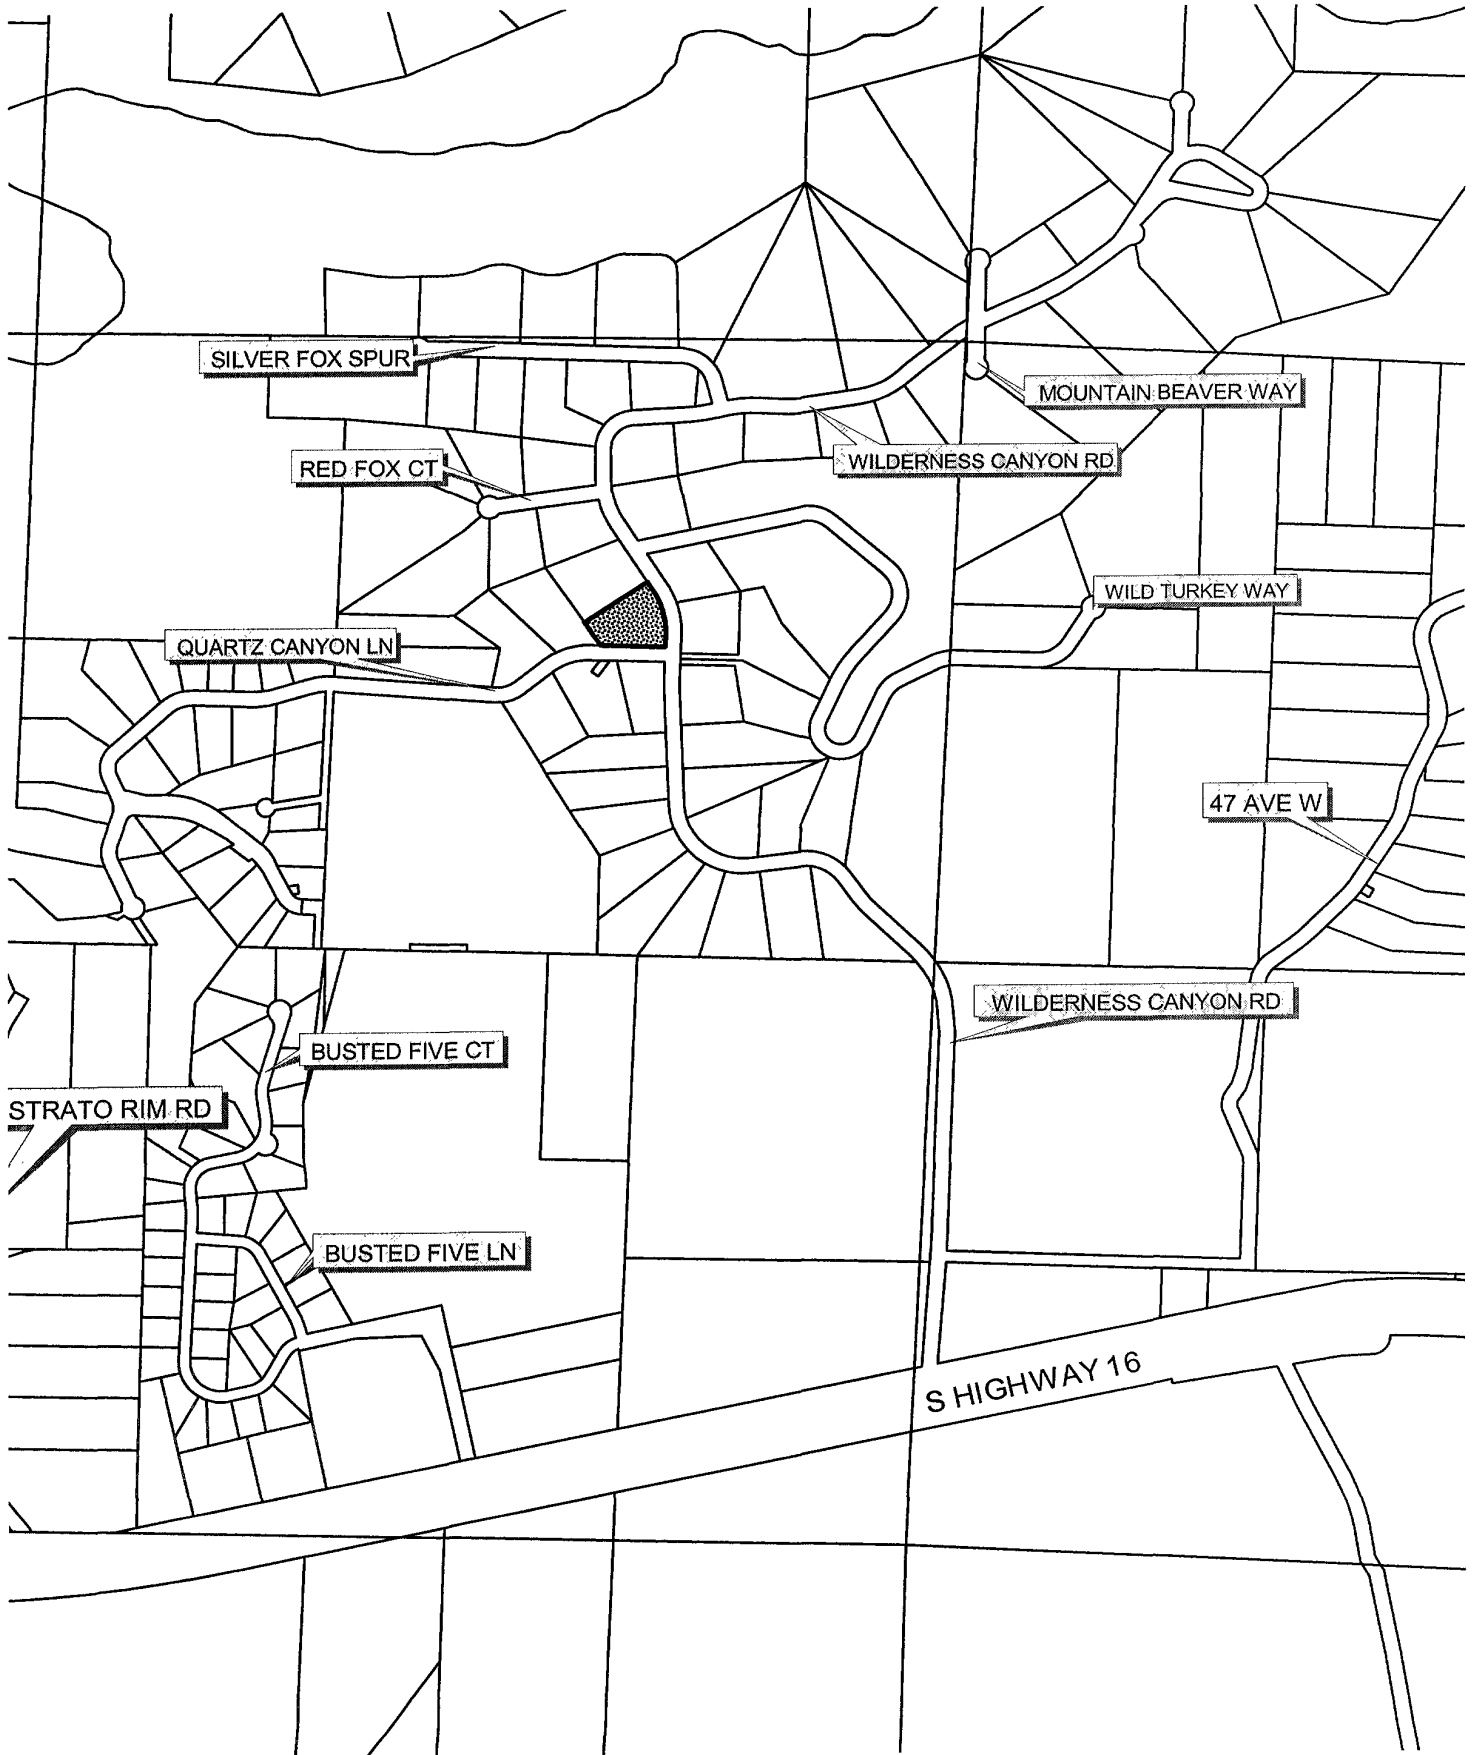 SILVER FOX SPUR
MOUNTAIN BEAVER WAY
WILDERNESS CANYON RD
RED FOX CT
WILD TURKEY WAY
QUARTZ CANYON LN
47 AVE W
WILDERNESS CANYON RD
BUSTED FIVE CT
STRATO RIM RD
BUSTED FIVE LN
S HIGHWAY 16